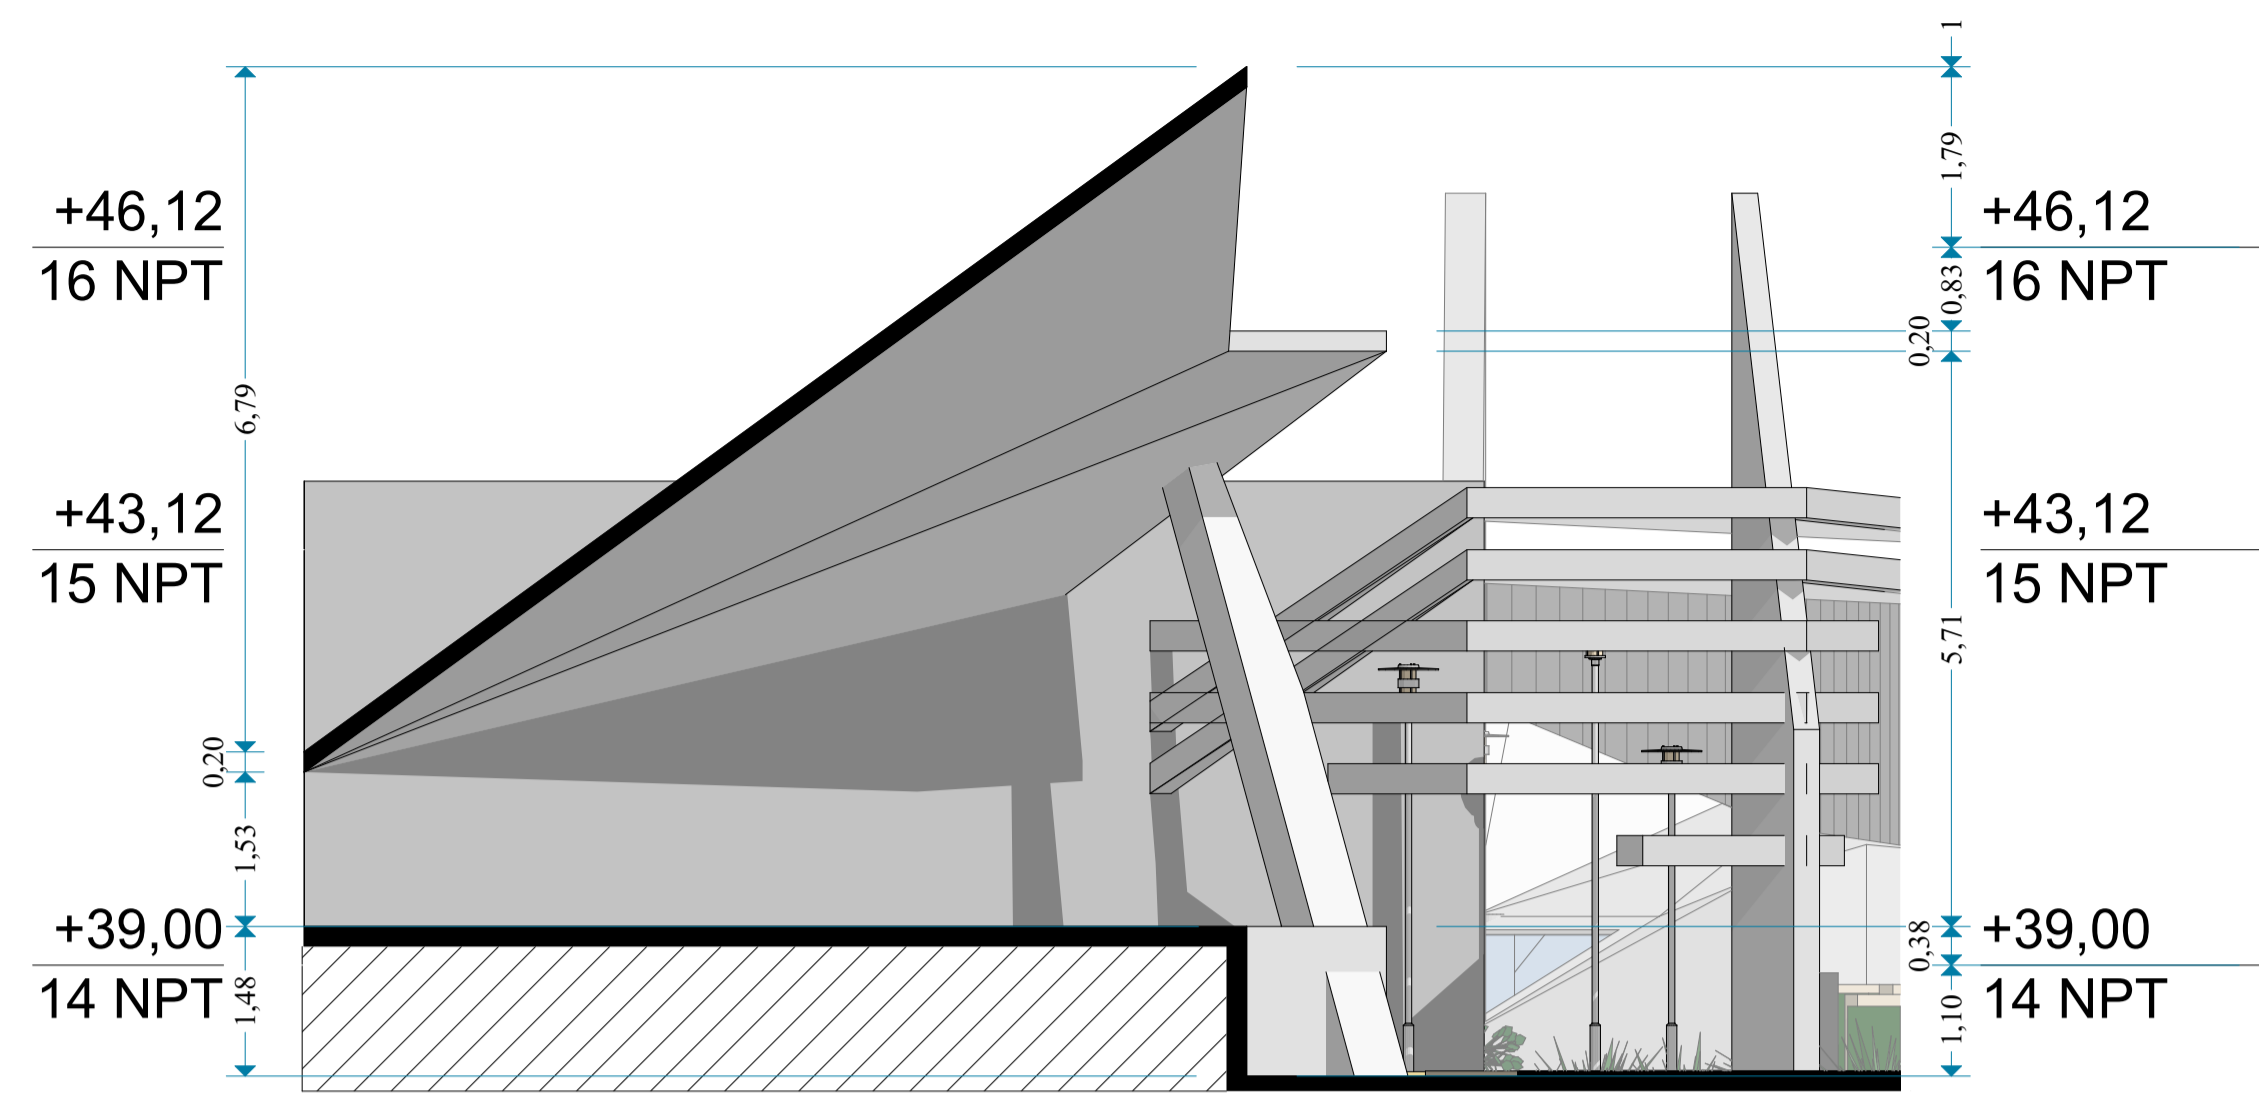 1
1,79
+46,12
16 NPT
+46,12
16 NPT
0,83
0,20
6,79
+43,12
15 NPT
+43,12
15 NPT
5,71
0,20
1,53
+39,00
14 NPT
1,48
0,38
+39,00
14 NPT
1,10